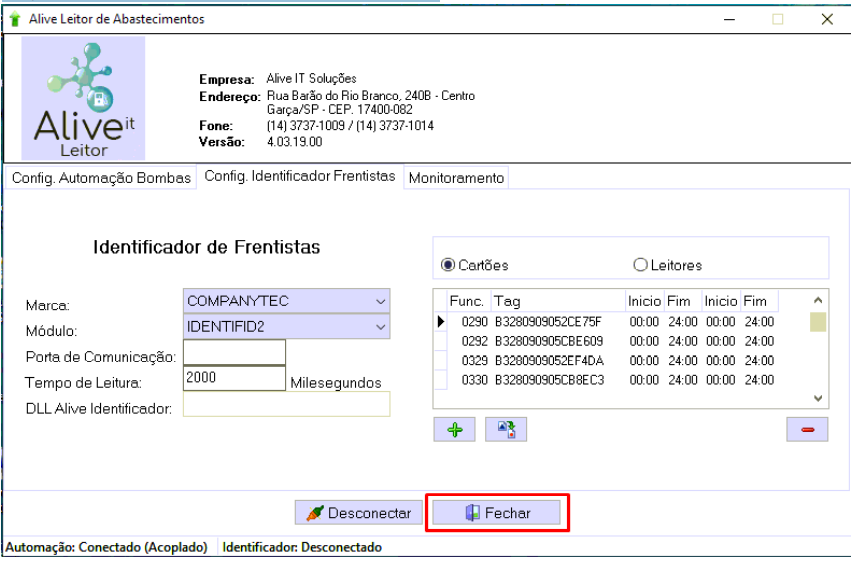 Alive Leitor de Abastecimentos
Aliveit
Leitor
Empresa: Alive IT Soluções
Endereço: Rua Barão do Rio Branco, 240B - Centro
Garça/SP - CEP. 17400-082
Fone: (14) 3737-1009 / (14) 3737-1014
Versão: 4.03.19.00
Config. Automação Bombas Config. Identificador Frentistas Monitoramento
Identificador de Frentistas
Marca: COMPANYTEC
Módulo: IDENTIFID2
Porta de Comunicação:
Tempo de Leitura: 2000 Milesegundos
DLL Alive Identificador:
Cartões Leitores
Func. Tag Inicio Fim Inicio Fim
0290 B3280909052CE75F 00:00 24:00 00:00 24:00
0292 B328090905CBE609 00:00 24:00 00:00 24:00
0329 B3280909052EF4DA 00:00 24:00 00:00 24:00
0330 B328090905CB8EC3 00:00 24:00 00:00 24:00
Desconectar Fechar
Automação: Conectado (Acoplado) Identificador: Desconectado